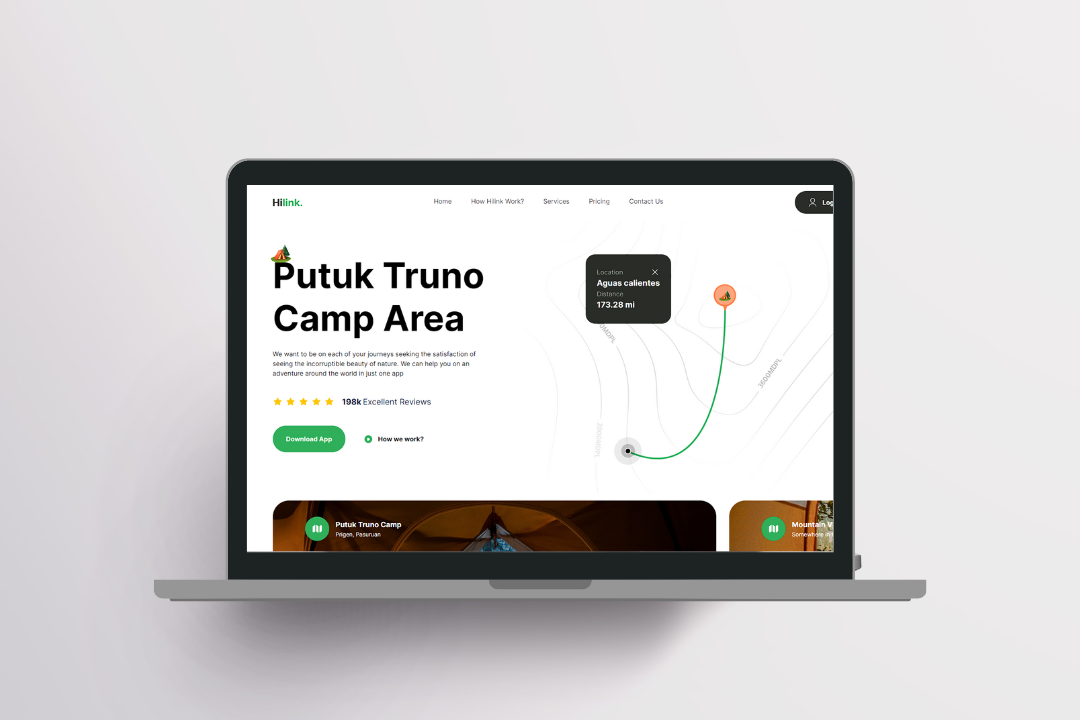 Hilink.
Home
How Hilink Work?
Services
Pricing
Contact Us
Log
Putuk Truno
Camp Area
We want to be on each of your journeys seeking the satisfaction of
seeing the incorruptible beauty of nature. We can help you on an
adventure around the world in just one app
198k Excellent Reviews
Download App
How we work?
Location
Aguas calientes
Distance
173.28 mi
3600MDPL
Putuk Truno Camp
Prigen, Pasuruan
Mountain V
Somewhere in